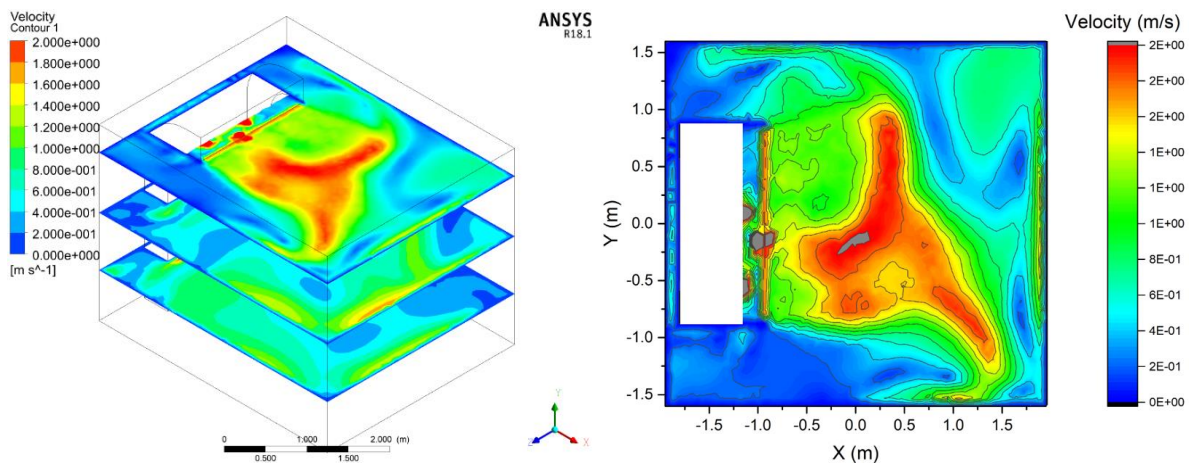 Velocity
Contour 1
2.000e+000
1.800e+000
1.600e+000
1.400e+000
1.200e+000
1.000e+000
8.000e-001
6.000e-001
4.000e-001
2.000e-001
0.000e+000
[m s^-1]
ANSYS
R18.1
0
1.000
2.000
(m)
0.500
1.500
Y
Z
X
Velocity (m/s)
2E+00
2E+00
2E+00
1E+00
1E+00
1E+00
8E-01
6E-01
4E-01
2E-01
0E+00
1.5
1.0
0.5
0.0
-0.5
-1.0
-1.5
Y (m)
-1.5
-1.0
-0.5
0.0
0.5
1.0
1.5
X (m)